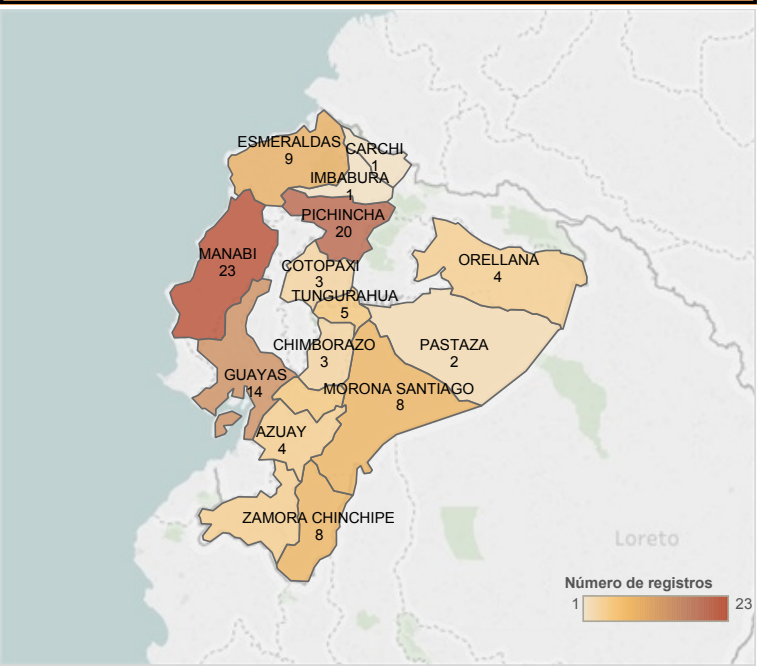 ESMERALDAS
9
CARCHI
1
IMBABURA
1
PICHINCHA
20
MANABI
23
COTOPAXI
3
ORELLANA
4
TUNGURAHUA
5
CHIMBORAZO
3
PASTAZA
2
GUAYAS
14
MORONA SANTIAGO
8
AZUAY
4
ZAMORA CHINCHIPE
8
Loreto
Número de registros
1 23